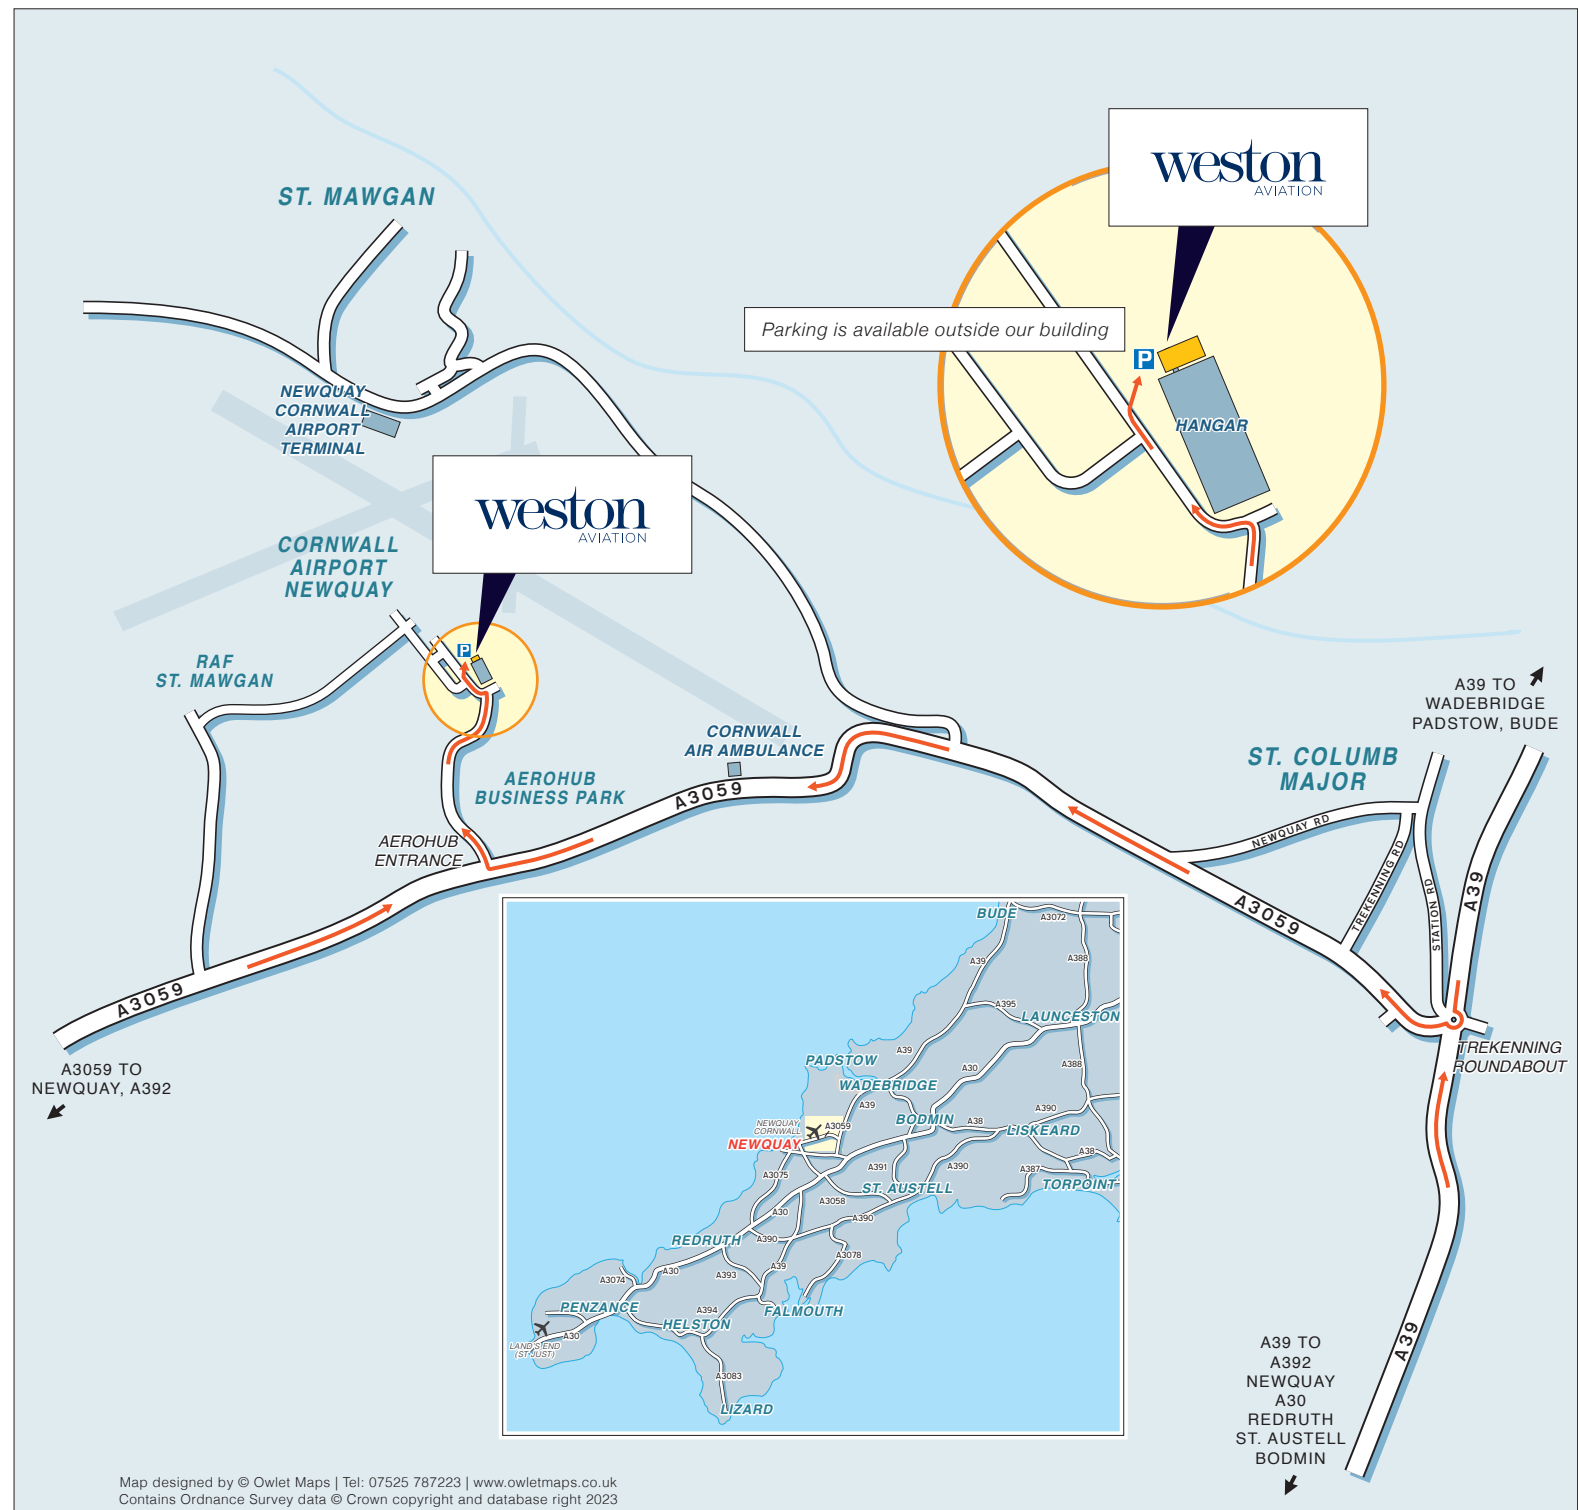 weston
AVIATION
ST. MAWGAN
Parking is available outside our building
P
HANGAR
NEWQUAY
CORNWALL
AIRPORT
TERMINAL
weston
AVIATION
CORNWALL
AIRPORT
NEWQUAY
P
RAF
ST. MAWGAN
A39 TO
WADEBRIDGE
PADSTOW, BUDE
CORNWALL
AIR AMBULANCE
ST. COLUMB
MAJOR
AEROHUB
BUSINESS PARK
A3059
NEWQUAY RD
TREKENNING RD
STATION RD
A39
AEROHUB
ENTRANCE
A3059
A3059
TREKENNING
ROUNDABOUT
A3059 TO
NEWQUAY, A392
BUDE
A3072
A39
A388
A395
LAUNCESTON
A39
PADSTOW
A30
A388
WADEBRIDGE
A39
A390
NEWQUAY
CORNWALL
A3059
BODMIN
A38
LISKEARD
NEWQUAY
A38
A3075
A391
A390
A387
ST. AUSTELL
TORPOINT
A3058
A30
A390
REDRUTH
A390
A3078
A3074
A30
A393
A39
PENZANCE
A394
FALMOUTH
HELSTON
A30
LAND'S END
(ST JUST)
A3083
LIZARD
A39
A39 TO
A392
NEWQUAY
A30
REDRUTH
ST. AUSTELL
BODMIN
Map designed by © Owlet Maps | Tel: 07525 787223 | www.owletmaps.co.uk
Contains Ordnance Survey data © Crown copyright and database right 2023